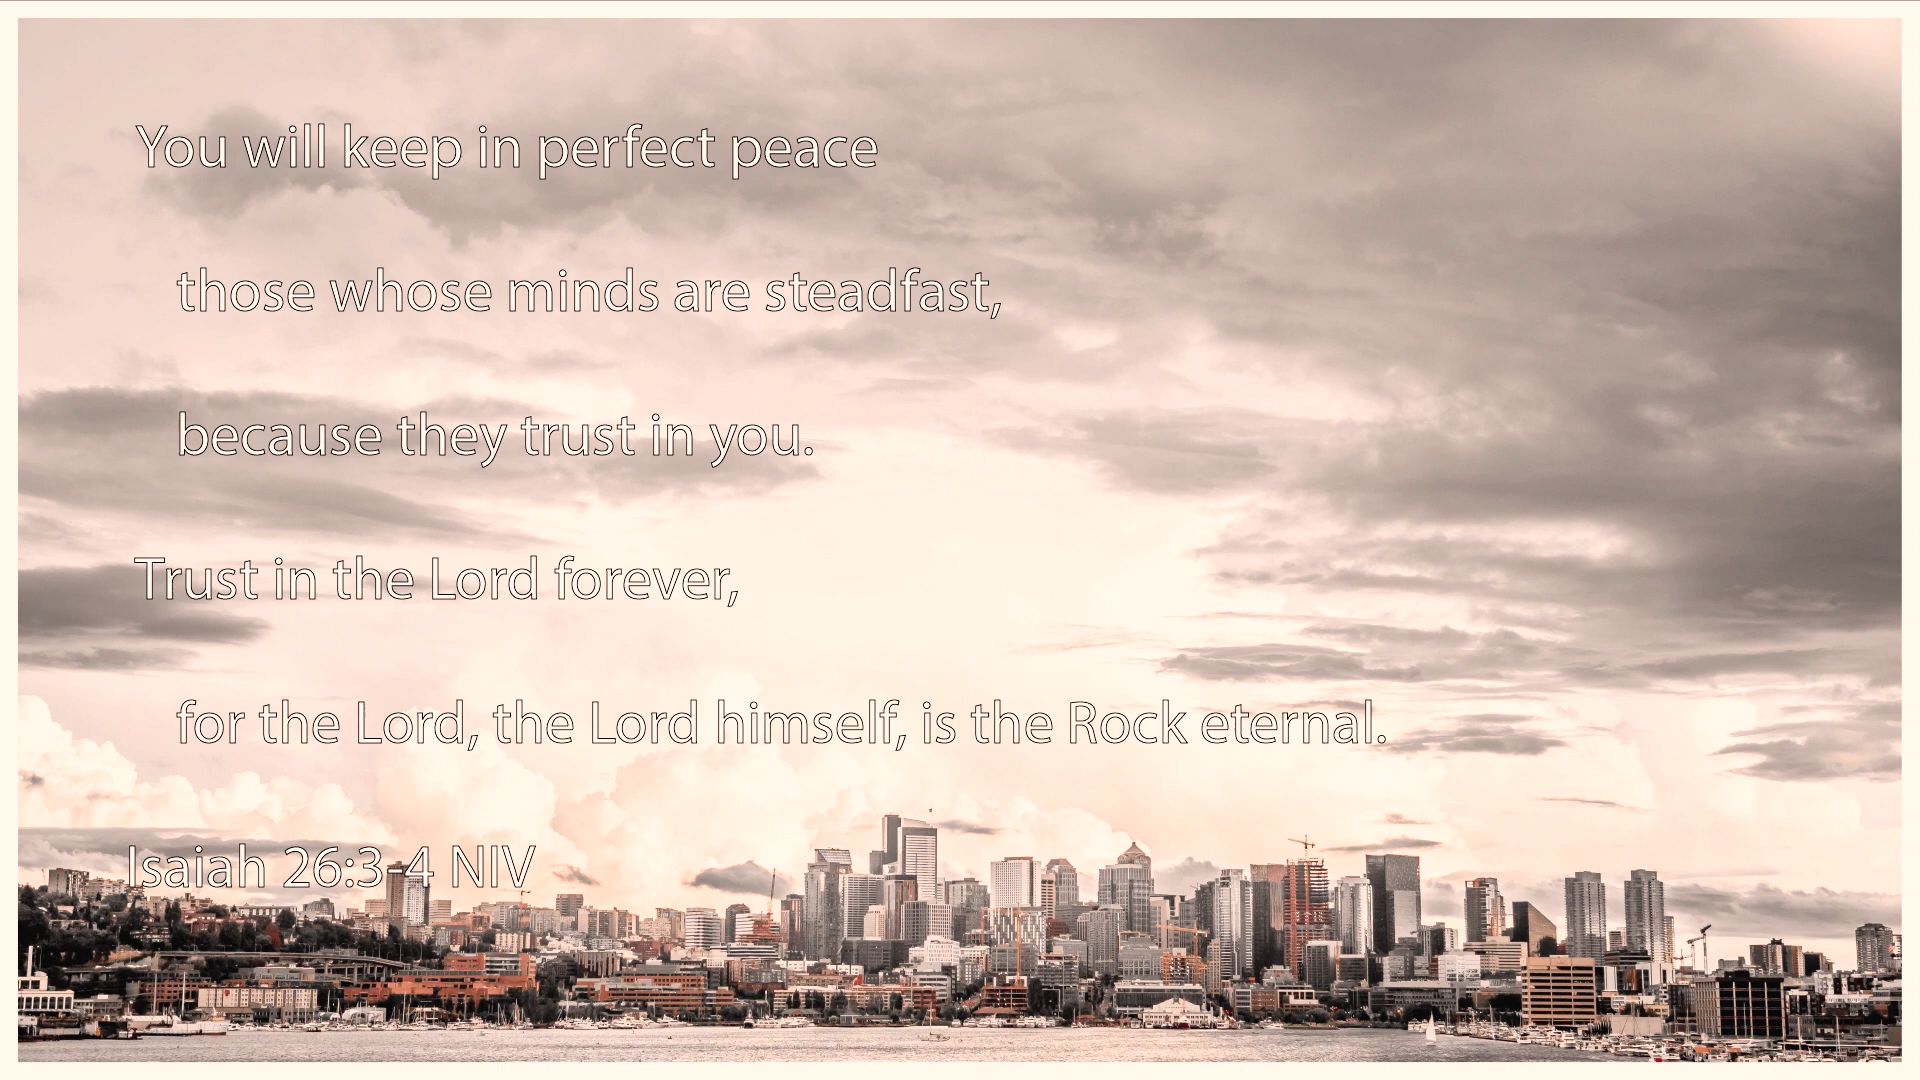 You will keep in perfect peace
those whose minds are steadfast,
because they trust in you.
Trust in the Lord forever,
for the Lord, the Lord himself, is the Rock eternal.
Isaiah 26:3-4 NIV